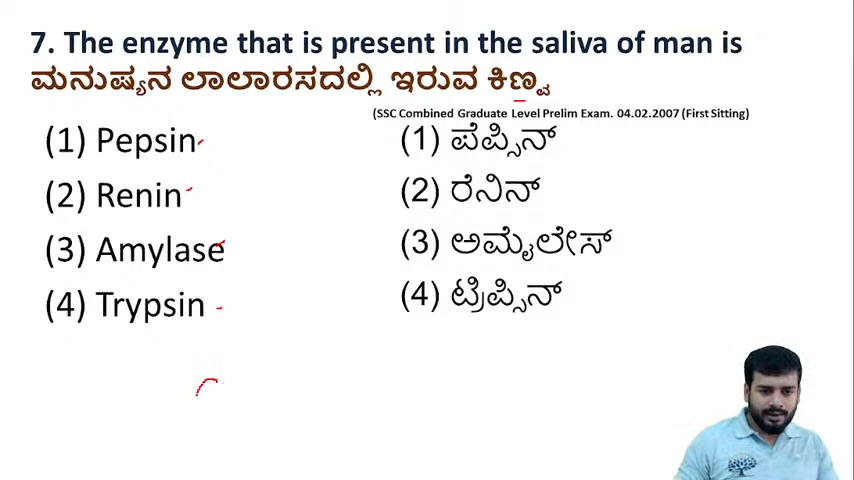 7. The enzyme that is present in the saliva of man is
ಮನುಷ್ಯನ ಲಾಲಾರಸದಲ್ಲಿ ಇರುವ ಕಿಣ್ವ
(SSC Combined Graduate Level Prelim Exam. 04.02.2007 (First Sitting)
(1) Pepsin
(2) Renin
(3) Amylase
(4) Trypsin
(1) ಪೆಪ್ಸಿನ್
(2) ರೆನಿನ್
(3) ಅಮೈಲೇಸ್
(4) ಟ್ರಿಪ್ಸಿನ್